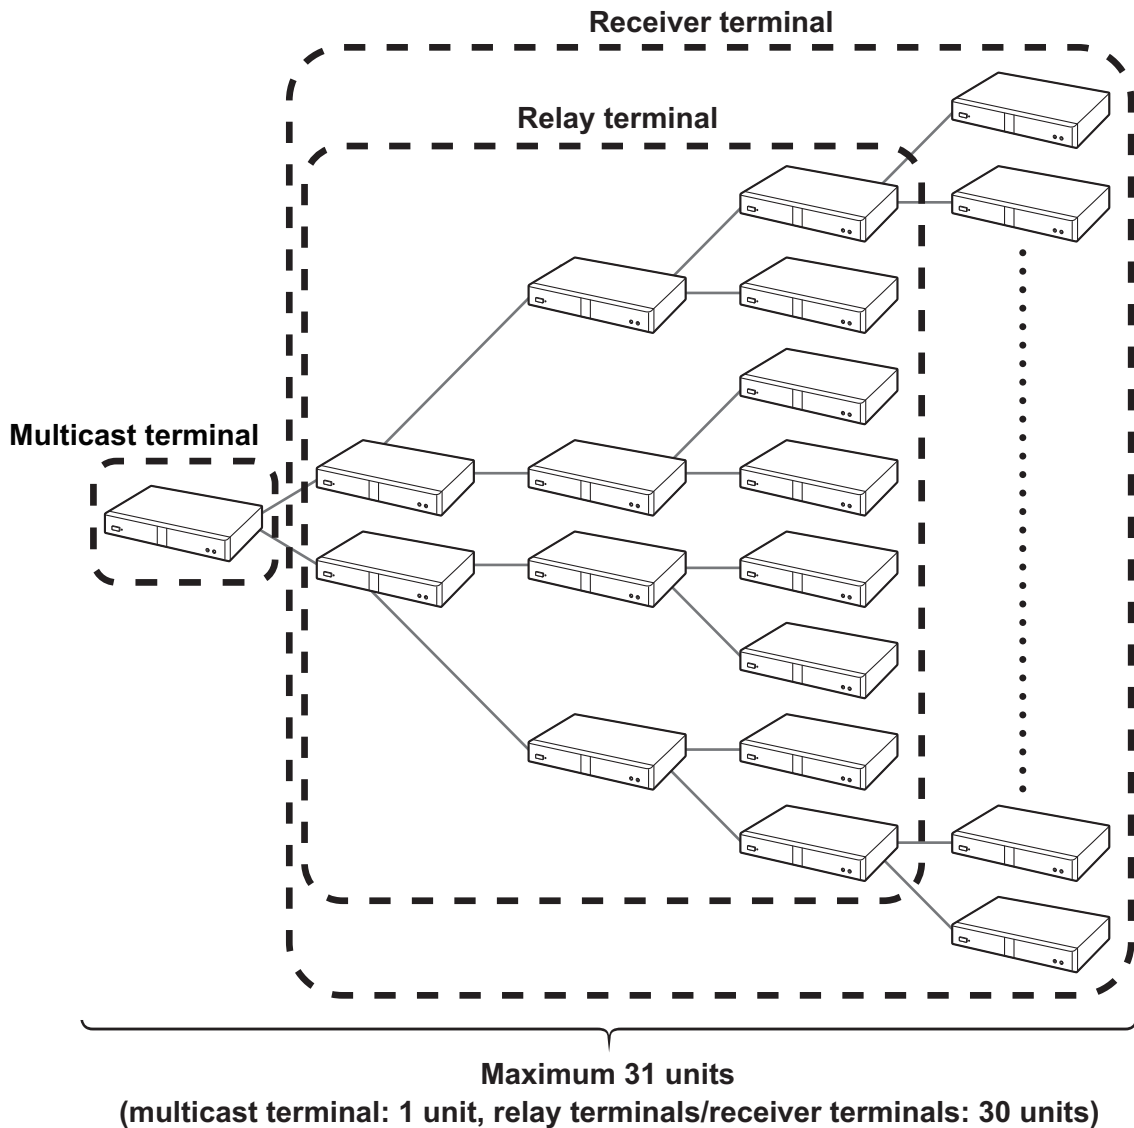 Receiver terminal
Relay terminal
Multicast terminal
Maximum 31 units
(multicast terminal: 1 unit, relay terminals/receiver terminals: 30 units)